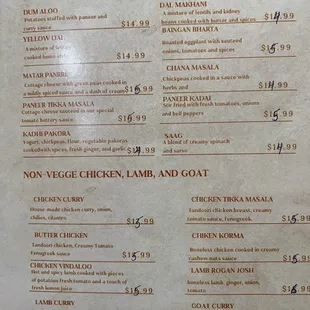 DUM ALOO
Potatoes stuffed with paneer and
curry sauce $14.99
YELLOW DAL
A mixture of lentils
cooked home style $14.99
MATAR PANEER
Cottage cheese with green peas cooked in
a mildly spiced sauce and a dash of cream $15.99
PANEER TIKKA MASALA
Cottage cheese sauteed in our special
tomato buttery sauce $15.99
KADHI PAKORA
Yogurt, chickpeas, flour, vegetable pakoras
cooked with spices, fresh ginger, and garlic $14.99
DAL MAKHANI
A mixture of lentils and kidney
beans cooked with butter and spices $14.99
BAINGAN BHARTA
Roasted eggplant with sauteed
onions, tomatoes and spices $15.99
CHANA MASALA
Chickpeas cooked in a sauce with
herbs and $14.99
PANEER KADAI
Stir fried with fresh tomatoes, onions
and bell peppers $15.99
SAAG
A blend of creamy spinach
and sarso $14.99
NON-VEGGE CHICKEN, LAMB, AND GOAT
CHICKEN CURRY
House made chicken curry, onion,
chilies, cilantro $15.99
BUTTER CHICKEN
Tandoori chicken, Creamy tomato
Fenugreek sauce $15.99
CHICKEN VINDALOO
Hot and spicy lamb cooked with pieces
of potatoes fresh tomato and a touch of
fresh lemon juice $15.99
LAMB CURRY
CHICKEN TIKKA MASALA
Tandoori chicken breast, creamy
tomato sauce, fenugreek $15.99
CHIKEN KORMA
Boneless chicken cooked in creamy
cashew nuts sauce $15.99
LAMB ROGAN JOSH
Boneless lamb, ginger, onion,
tomato $16.99
GOAT CURRY